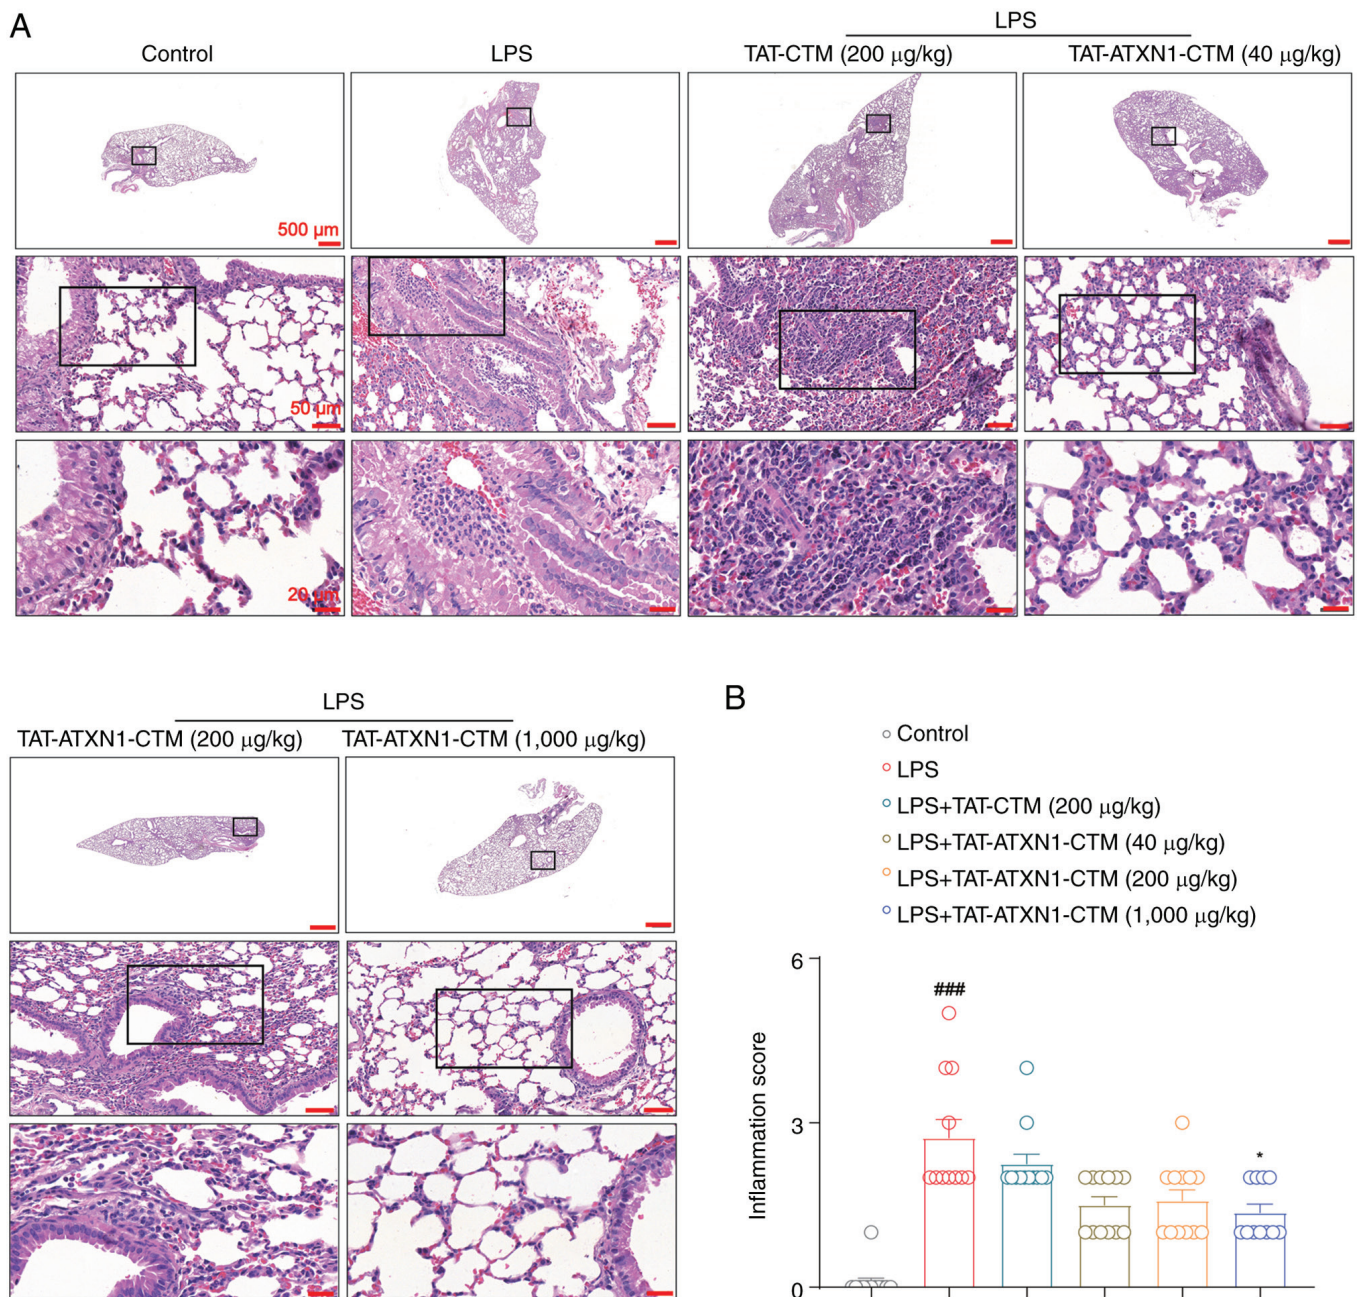 A
LPS
Control
LPS
TAT-CTM (200 μg/kg)
TAT-ATXN1-CTM (40 μg/kg)
500 μm
50 μm
20 μm
LPS
TAT-ATXN1-CTM (200 μg/kg)
TAT-ATXN1-CTM (1,000 μg/kg)
B
Control
LPS
LPS+TAT-CTM (200 μg/kg)
LPS+TAT-ATXN1-CTM (40 μg/kg)
LPS+TAT-ATXN1-CTM (200 μg/kg)
LPS+TAT-ATXN1-CTM (1,000 μg/kg)
6
###
Inflammation score
3
*
0